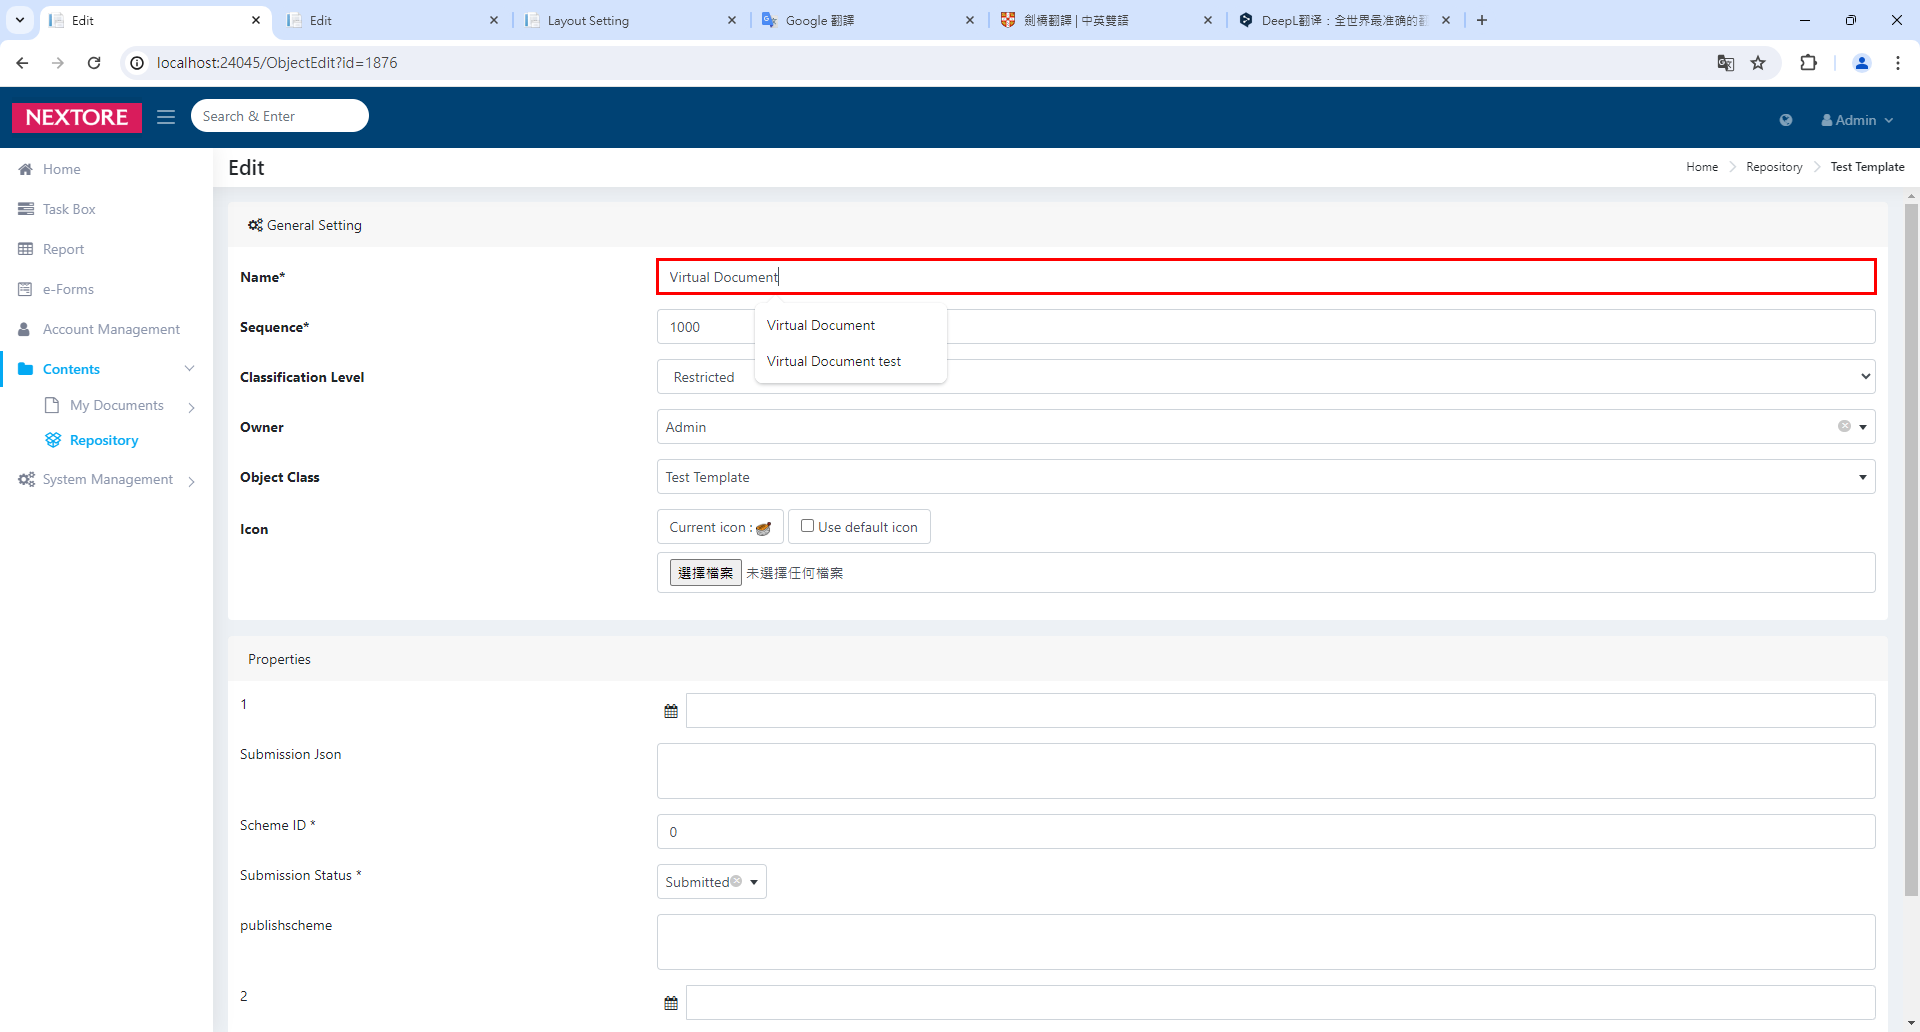 Edit
Edit
Layout Setting
Google 翻譯
劍橋翻譯 | 中英雙語
DeepL翻译：全世界最准确的
localhost:24045/ObjectEdit?id=1876
NEXTORE
Search & Enter
Admin
Home
Task Box
Report
e-Forms
Account Management
Contents
My Documents
Repository
System Management
Edit
Home
Repository
Test Template
General Setting
Name*
Virtual Document
Virtual Document
Virtual Document test
Sequence*
1000
Classification Level
Restricted
Owner
Admin
Object Class
Test Template
Icon
Current icon :
Use default icon
選擇檔案 未選擇任何檔案
Properties
1
Submission Json
Scheme ID *
0
Submission Status *
Submitted
publishscheme
2